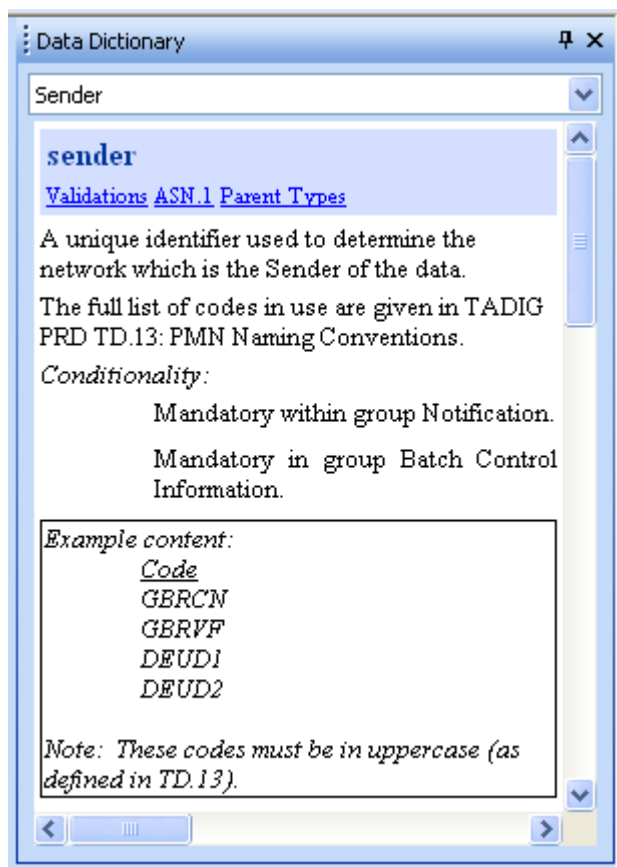 Data Dictionary
Sender
sender
Validations ASN.1 Parent Types
A unique identifier used to determine the
network which is the Sender of the data.
The full list of codes in use are given in TADIG
PRD TD.13: PMN Naming Conventions.
Conditionality:
Mandatory within group Notification.
Mandatory in group Batch Control
Information.
Example content:
Code
GBRCN
GBRVF
DEUD1
DEUD2
Note: These codes must be in uppercase (as
defined in TD.13).